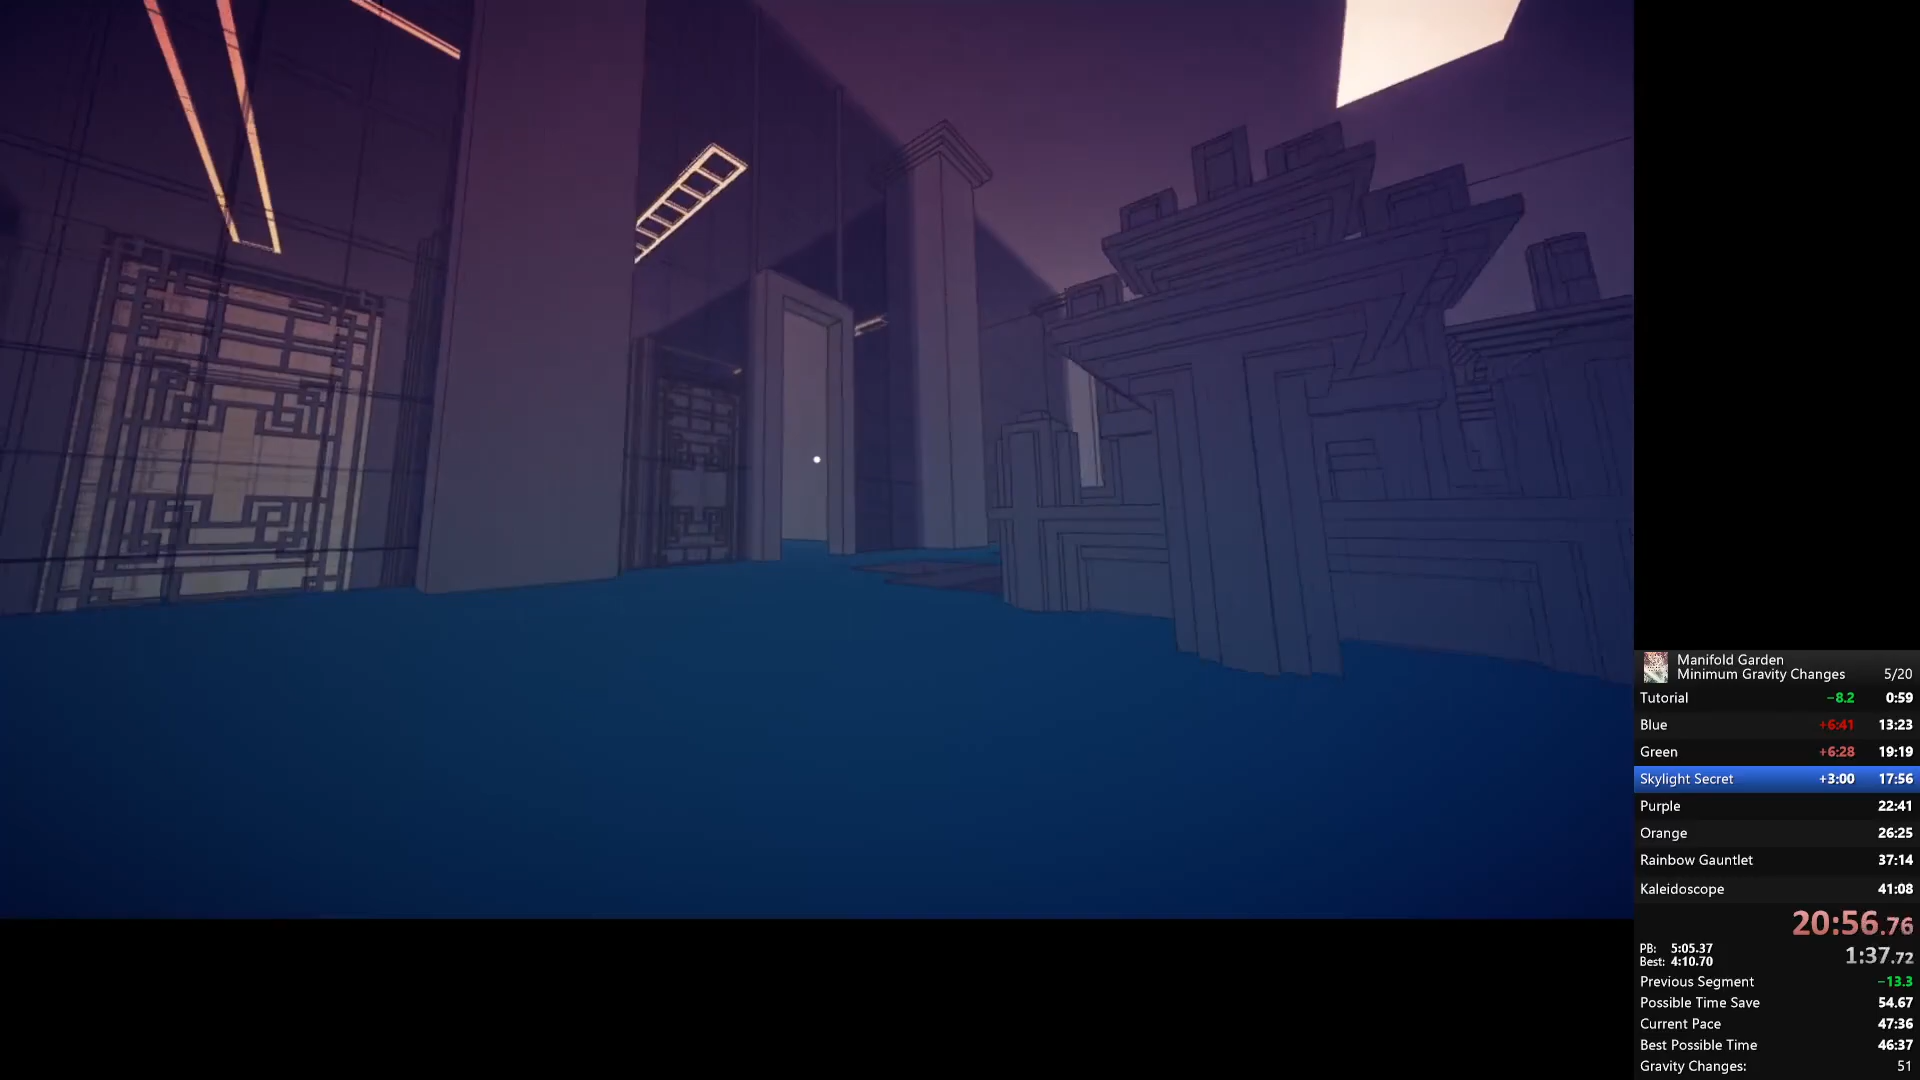 Manifold Garden
Minimum Gravity Changes 5/20
Tutorial −8.2 0:59
Blue +6:41 13:23
Green +6:28 19:19
Skylight Secret +3:00 17:56
Purple 22:41
Orange 26:25
Rainbow Gauntlet 37:14
Kaleidoscope 41:08
20:56.76
PB: 5:05.37
Best: 4:10.70
1:37.72
Previous Segment −13.3
Possible Time Save 54.67
Current Pace 47:36
Best Possible Time 46:37
Gravity Changes: 51